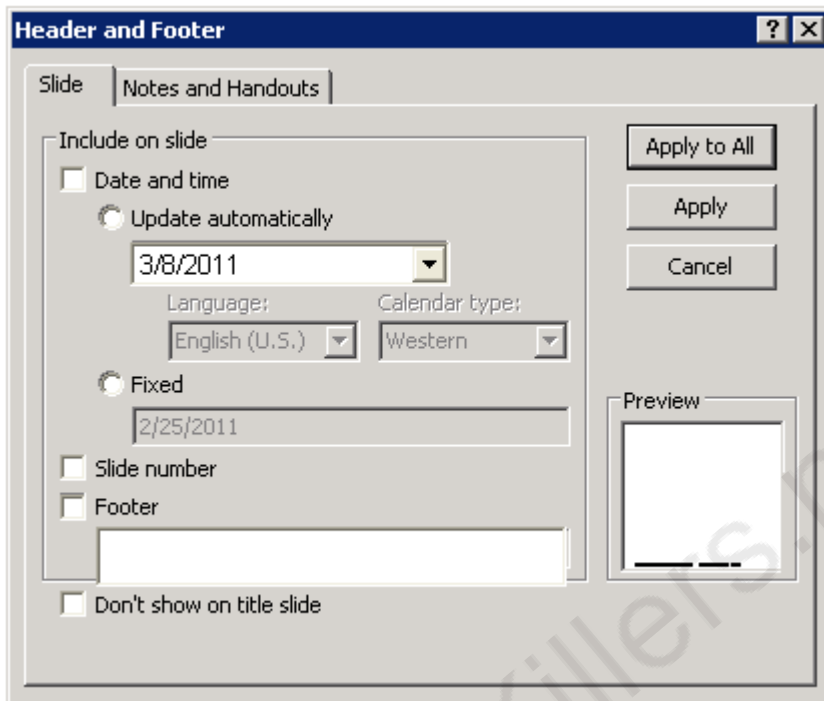 Header and Footer
Slide
Notes and Handouts
Include on slide
Date and time
Update automatically
3/8/2011
Language:
Calendar type:
English (U.S.)
Western
Fixed
2/25/2011
Slide number
Footer
Don't show on title slide
Apply to All
Apply
Cancel
Preview